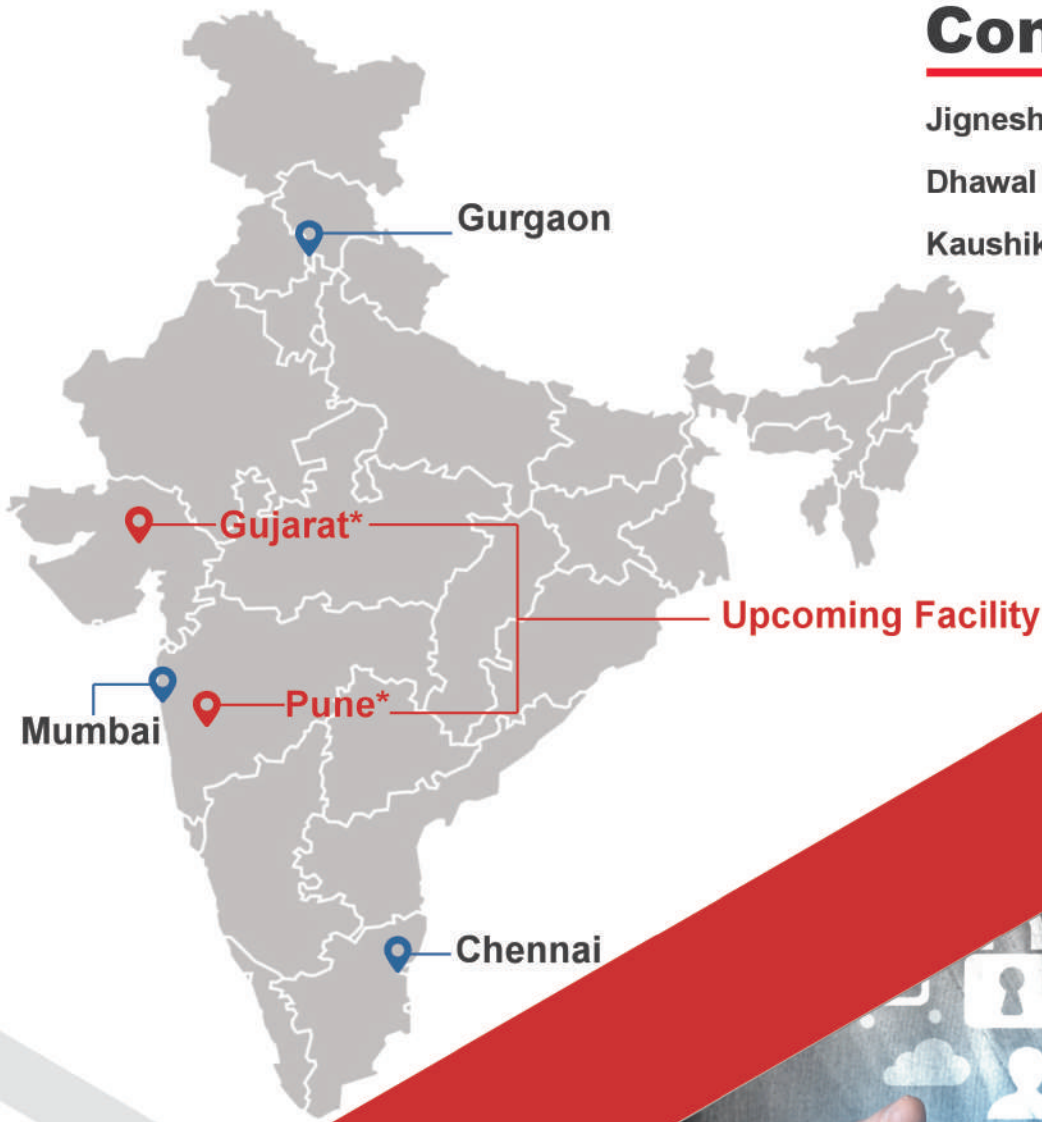 Con
Jignesh
Dhawal
Kaushik
Gurgaon
Gujarat*
Upcoming Facility
Pune*
Mumbai
Chennai